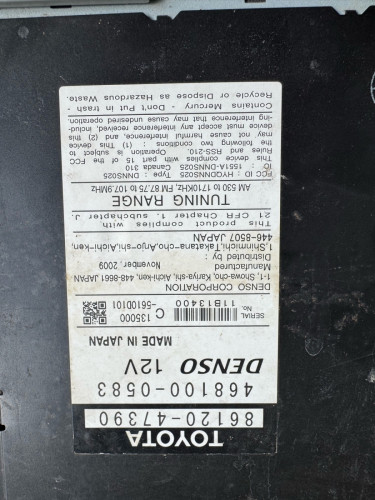 TOYOTA
86120-47390
468100-0583
DENSO 12V
MADE IN JAPAN
SERIAL No. 11B13400
C 135000 -5610D101
DENSO CORPORATION
1-1, Showa-cho, Kariya, Aichi-ken, 448-8661 JAPAN
Manufactured November 2009
Distributed by
1, Shinnichi, Takatana-cho, Anjo-shi, Aichi-ken,
446-8507 JAPAN
This product complies with
21 CFR Chapter 1, subchapter J.
TUNING RANGE
AM 530 to 1710KHz, FM 87.75 to 107.9MHz
FCC ID : HYQDNNS025 / DNNS025
IC : 1551A-DNNS025 Canada 310
This device complies with part 15 of the FCC
Rules and RSS-210. Operation is subject to
the following two conditions: (1) This device
may not cause harmful interference, and (2) this
device must accept any interference received, includ-
ing interference that may cause undesired operation.
Contains Mercury - Don't Put in trash -
Recycle or Dispose as Hazardous Waste.